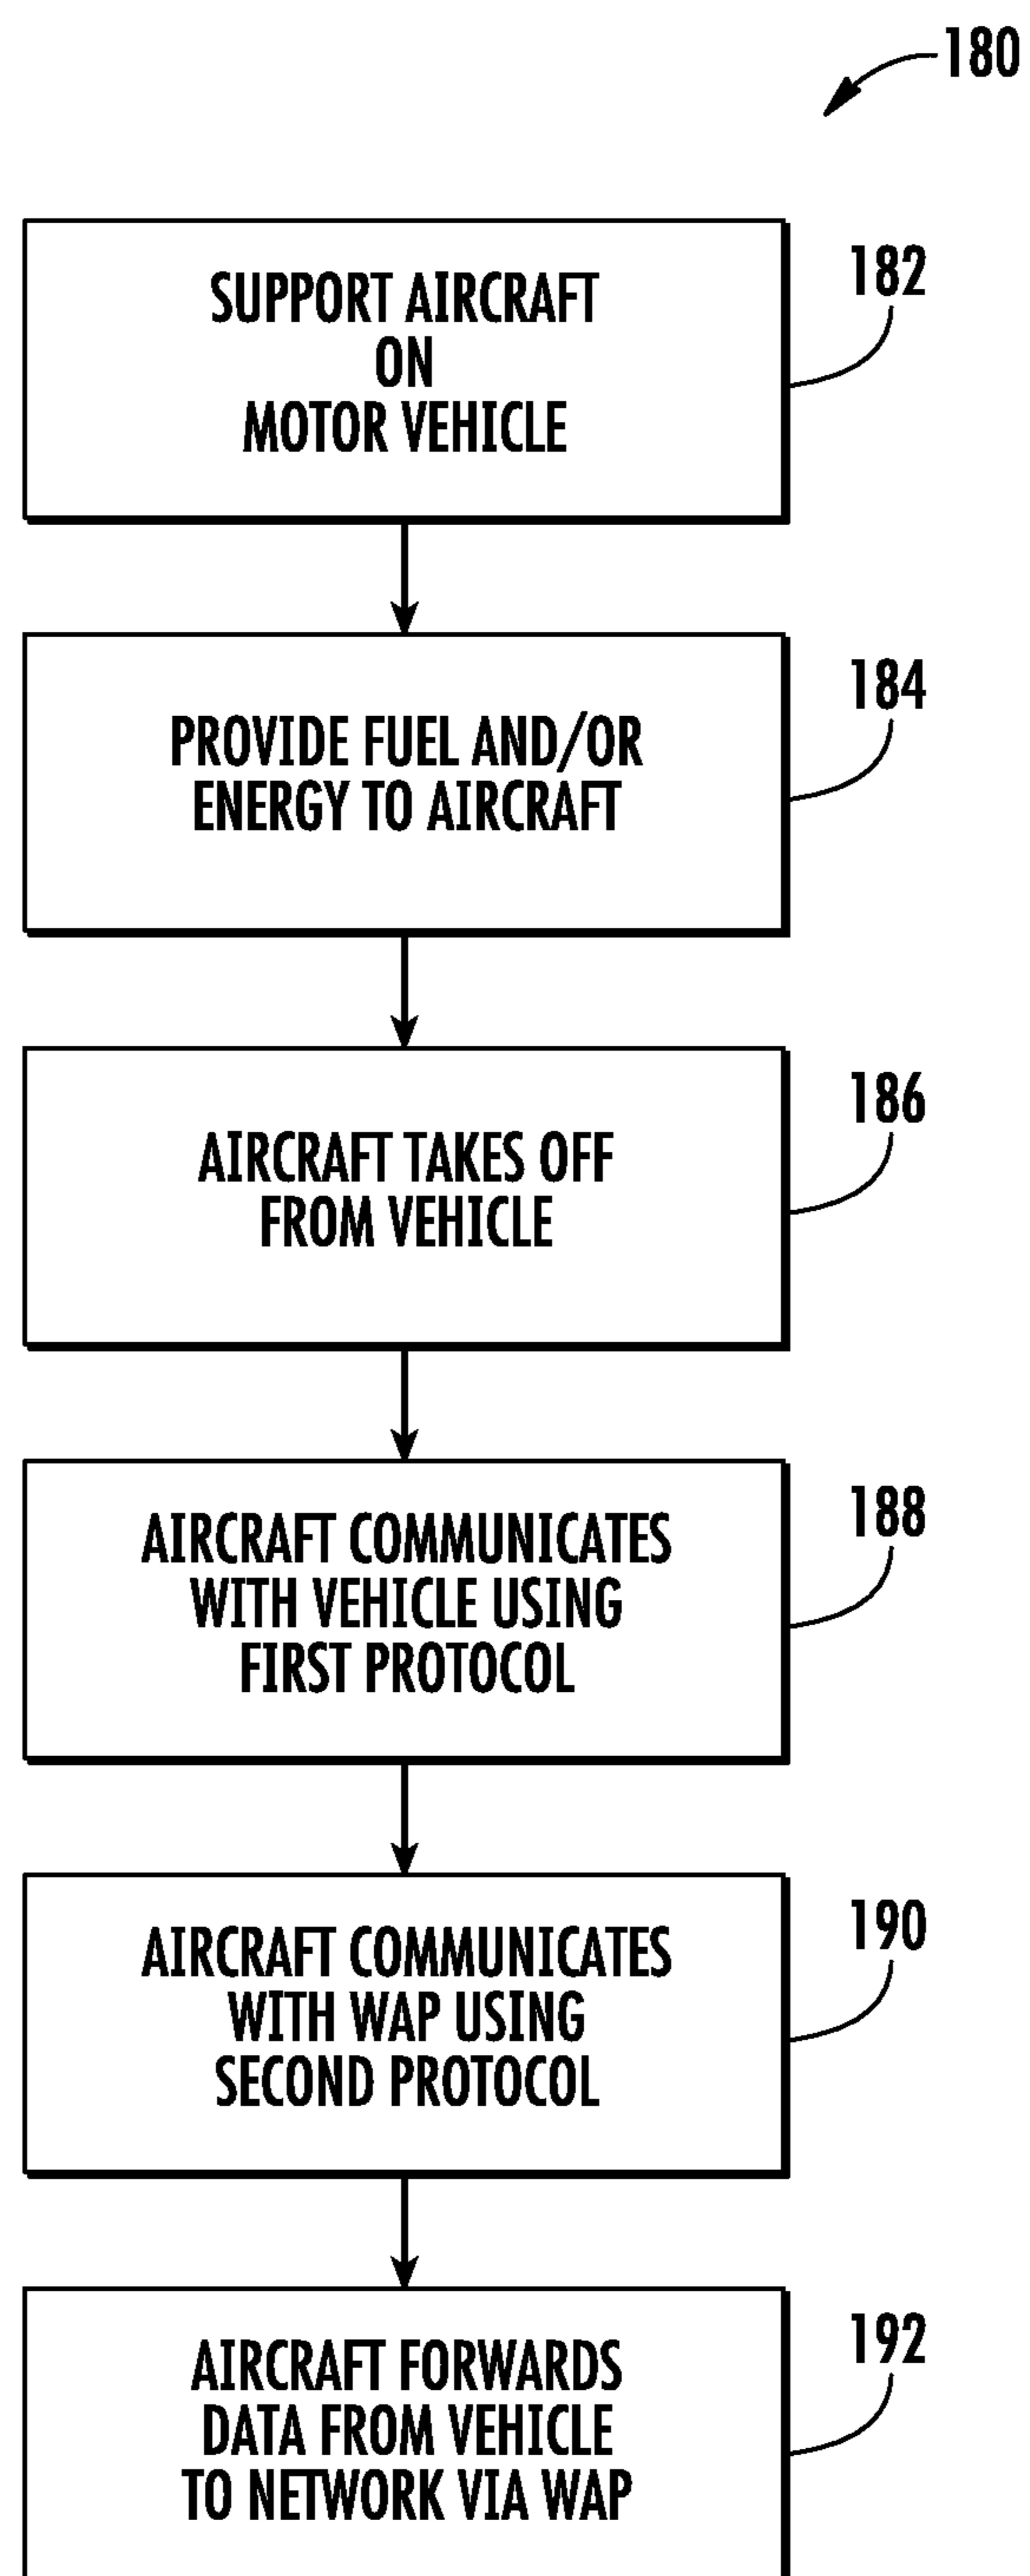 180
SUPPORT AIRCRAFT
ON
MOTOR VEHICLE
182
PROVIDE FUEL AND/OR
ENERGY TO AIRCRAFT
184
AIRCRAFT TAKES OFF
FROM VEHICLE
186
AIRCRAFT COMMUNICATES
WITH VEHICLE USING
FIRST PROTOCOL
188
AIRCRAFT COMMUNICATES
WITH WAP USING
SECOND PROTOCOL
190
AIRCRAFT FORWARDS
DATA FROM VEHICLE
TO NETWORK VIA WAP
192